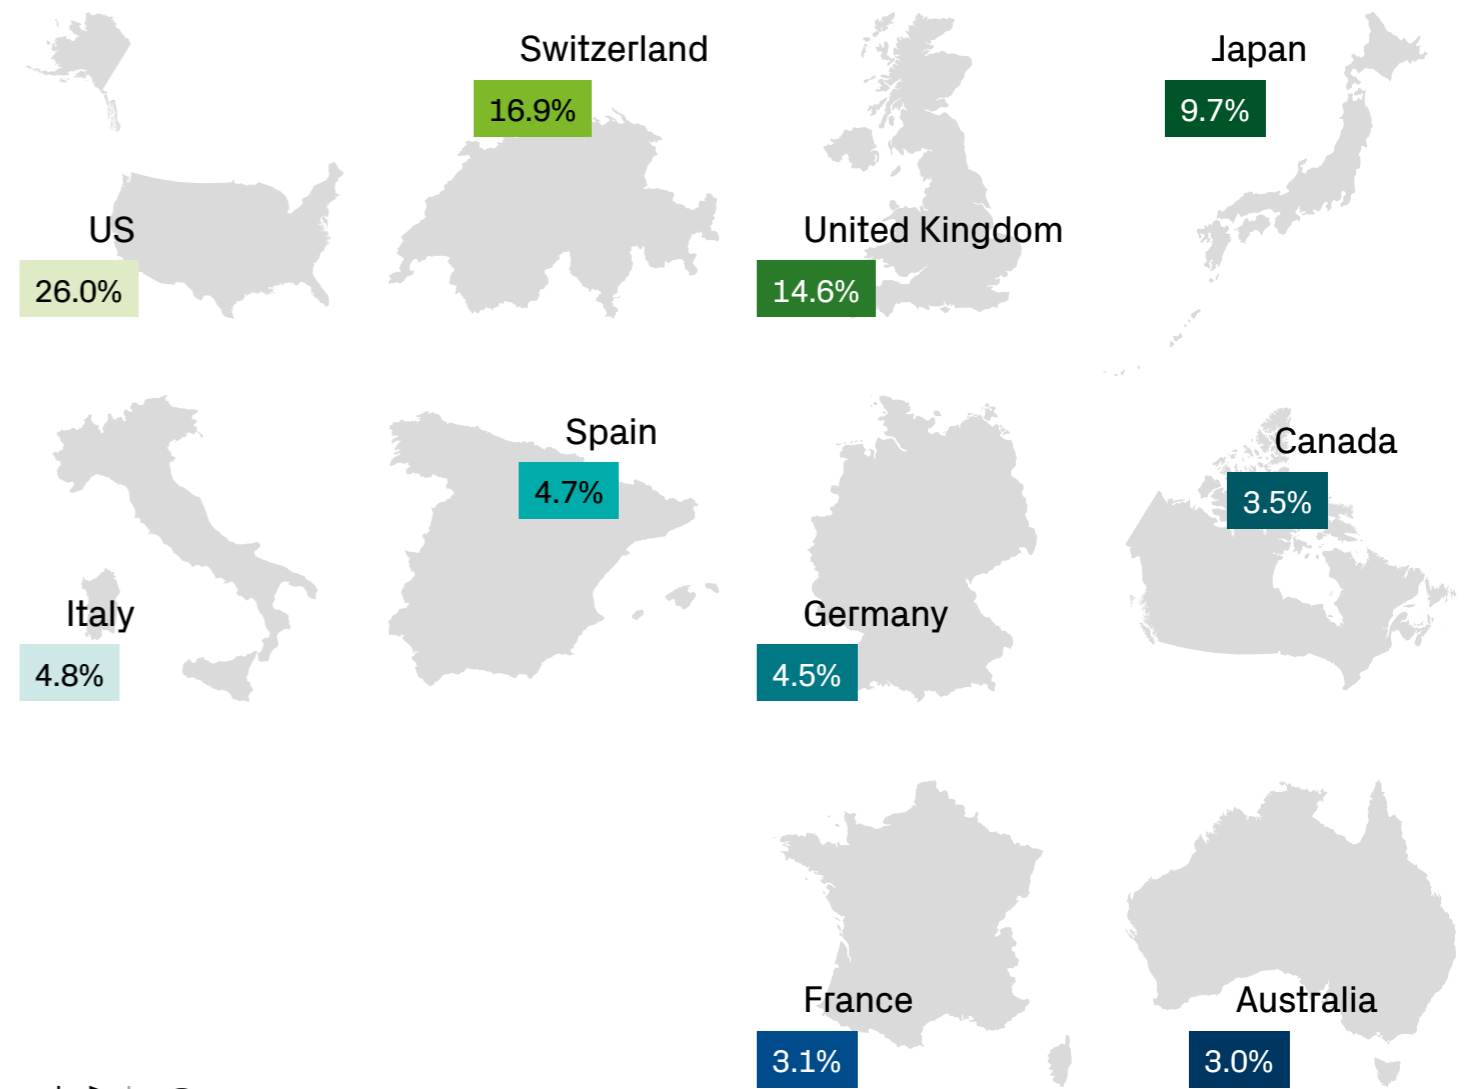 Switzerland
16.9%
Japan
9.7%
US
26.0%
United Kingdom
14.6%
Spain
4.7%
Canada
3.5%
Italy
4.8%
Germany
4.5%
France
3.1%
Australia
3.0%